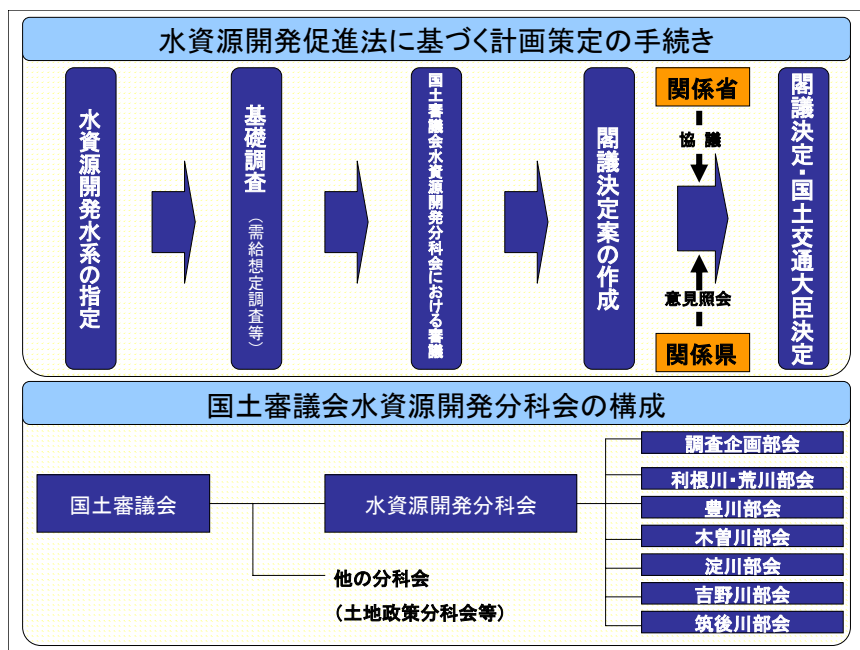 水資源開発促進法に基づく計画策定の手続き
水資源開発水系の指定
基礎調査
（需給想定調査等）
国土審議会水資源開発分科会における審議
閣議決定案の作成
関係省
協 議
意見照会
関係県
閣議決定・国土交通大臣決定
国土審議会水資源開発分科会の構成
国土審議会
水資源開発分科会
他の分科会
（土地政策分科会等）
調査企画部会
利根川・荒川部会
豊川部会
木曽川部会
淀川部会
吉野川部会
筑後川部会